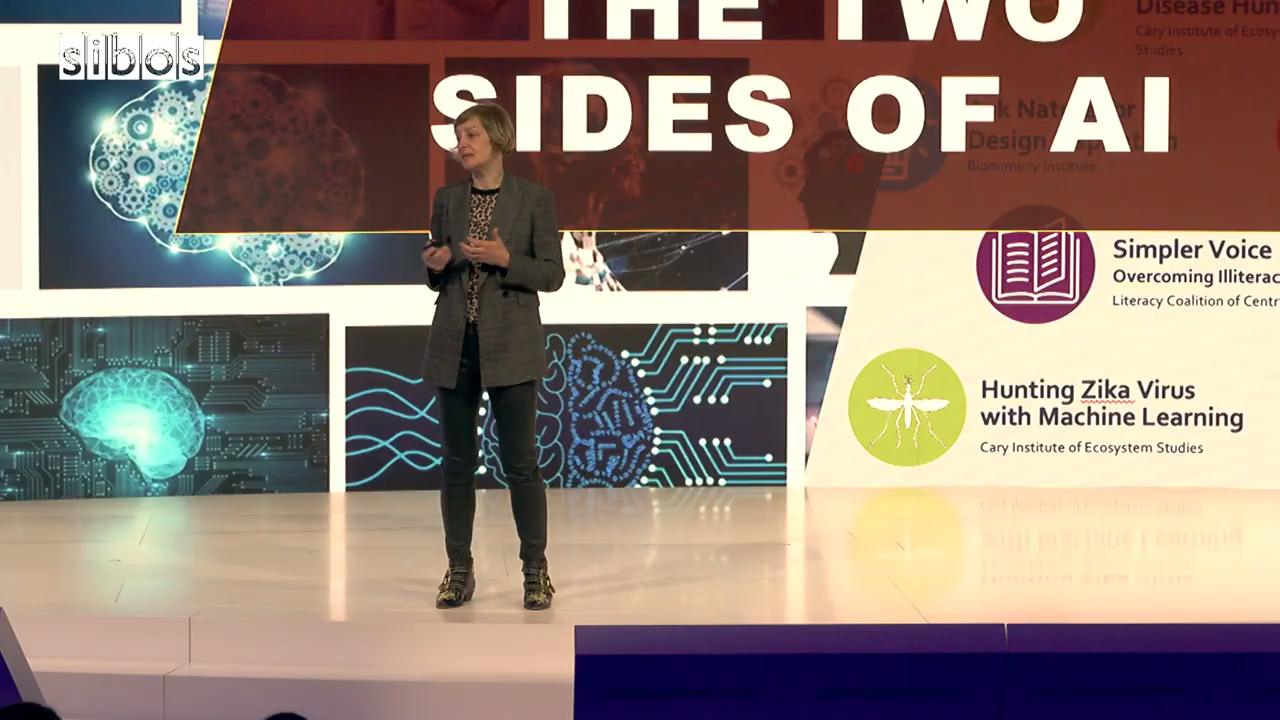 sibos
THE TWO
SIDES OF AI
Disease Hun
Cary Institute of Ecosy
Studies
Design
Biomimicry Institute
Simpler Voice
Overcoming Illiterac
Literacy Coalition of Centr
Hunting Zika Virus
with Machine Learning
Cary Institute of Ecosystem Studies